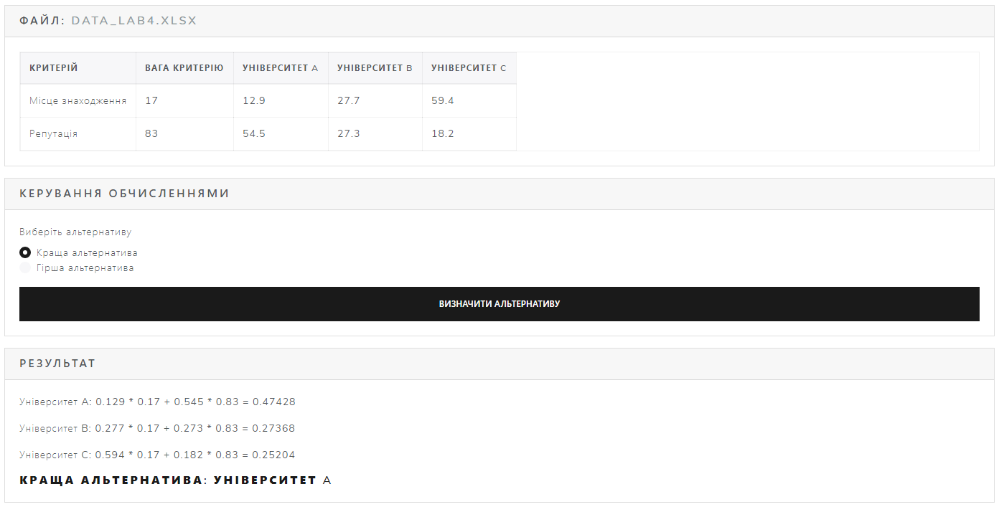 ФАЙЛ: DATA_LAB4.XLSX
КРИТЕРІЙ ВАГА КРИТЕРІЮ УНІВЕРСИТЕТ A УНІВЕРСИТЕТ B УНІВЕРСИТЕТ C
Місце знаходження 17 12.9 27.7 59.4
Репутація 83 54.5 27.3 18.2
КЕРУВАННЯ ОБЧИСЛЕННЯМИ
Виберіть альтернативу
Краща альтернатива
Гірша альтернатива
ВИЗНАЧИТИ АЛЬТЕРНАТИВУ
РЕЗУЛЬТАТ
Університет A: 0.129 * 0.17 + 0.545 * 0.83 = 0.47428
Університет B: 0.277 * 0.17 + 0.273 * 0.83 = 0.27368
Університет C: 0.594 * 0.17 + 0.182 * 0.83 = 0.25204
КРАЩА АЛЬТЕРНАТИВА: УНІВЕРСИТЕТ A